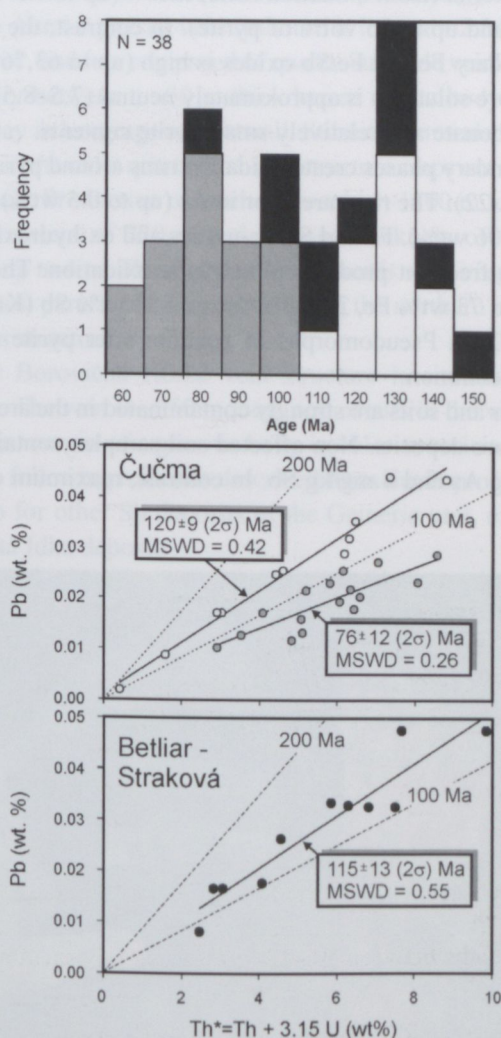 N = 38
8
7
6
5
4
3
2
1
0
Frequency
60 70 80 90 100 110 120 130 140 150
Age (Ma)
0.05
0.04
0.03
0.02
0.01
0.00
Pb (wt. %)
Čučma
200 Ma
100 Ma
120±9 (2σ) Ma
MSWD = 0.42
76±12 (2σ) Ma
MSWD = 0.26
0.05
0.04
0.03
0.02
0.01
0.00
Pb (wt. %)
Betliar -
Straková
200 Ma
100 Ma
115±13 (2σ) Ma
MSWD = 0.55
0 2 4 6 8 10
Th*=Th + 3.15 U (wt%)